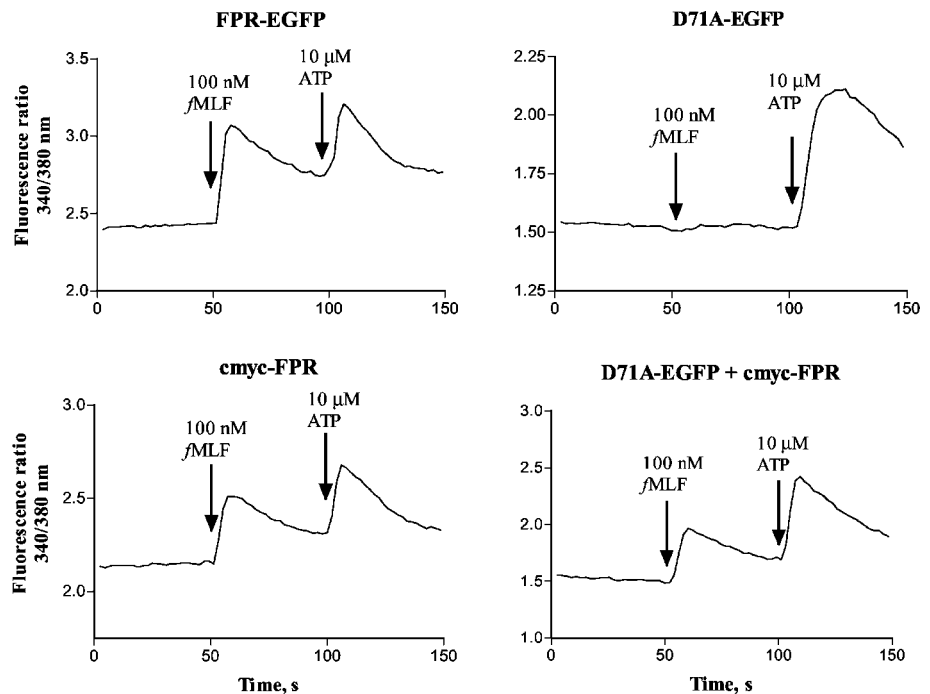 FPR-EGFP
Fluorescence ratio
340/380 nm
3.5
3.0
2.5
2.0
100 nM
fMLF
10 µM
ATP
0
50
100
150
D71A-EGFP
2.25
2.00
1.75
1.50
1.25
100 nM
fMLF
10 µM
ATP
0
50
100
150
cmyc-FPR
Fluorescence ratio
340/380 nm
3.0
2.5
2.0
100 nM
fMLF
10 µM
ATP
0
50
100
150
Time, s
D71A-EGFP + cmyc-FPR
3.0
2.5
2.0
1.5
1.0
100 nM
fMLF
10 µM
ATP
0
50
100
150
Time, s